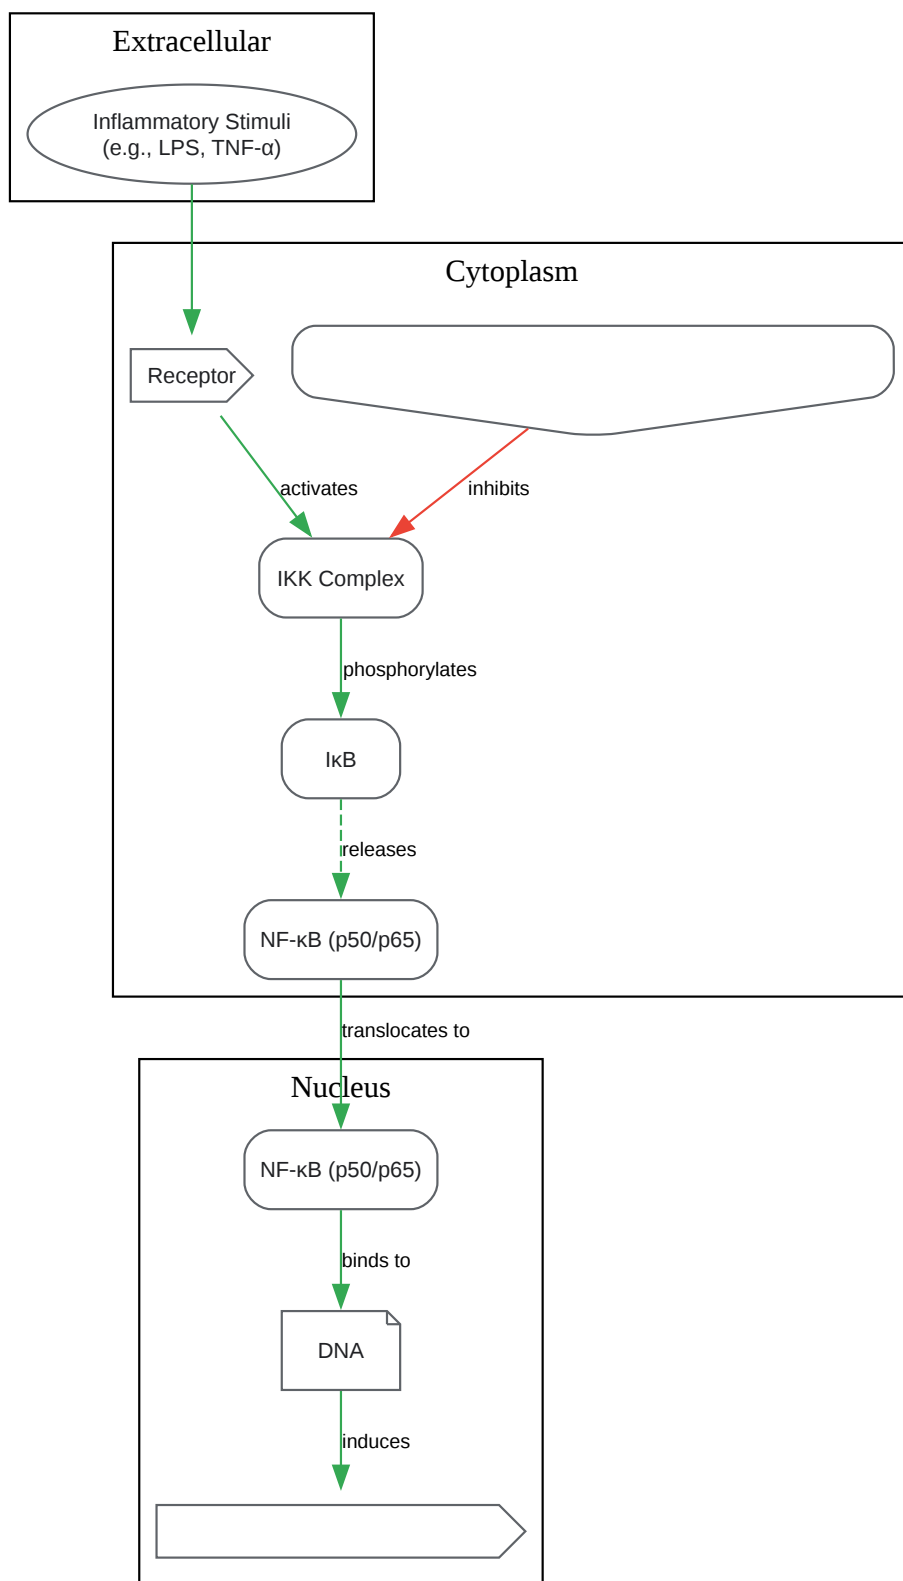 Extracellular
Inflammatory Stimuli
(e.g., LPS, TNF-α)
Cytoplasm
Receptor
activates
inhibits
IKK Complex
phosphorylates
IκB
releases
NF-κB (p50/p65)
translocates to
Nucleus
NF-κB (p50/p65)
binds to
DNA
induces